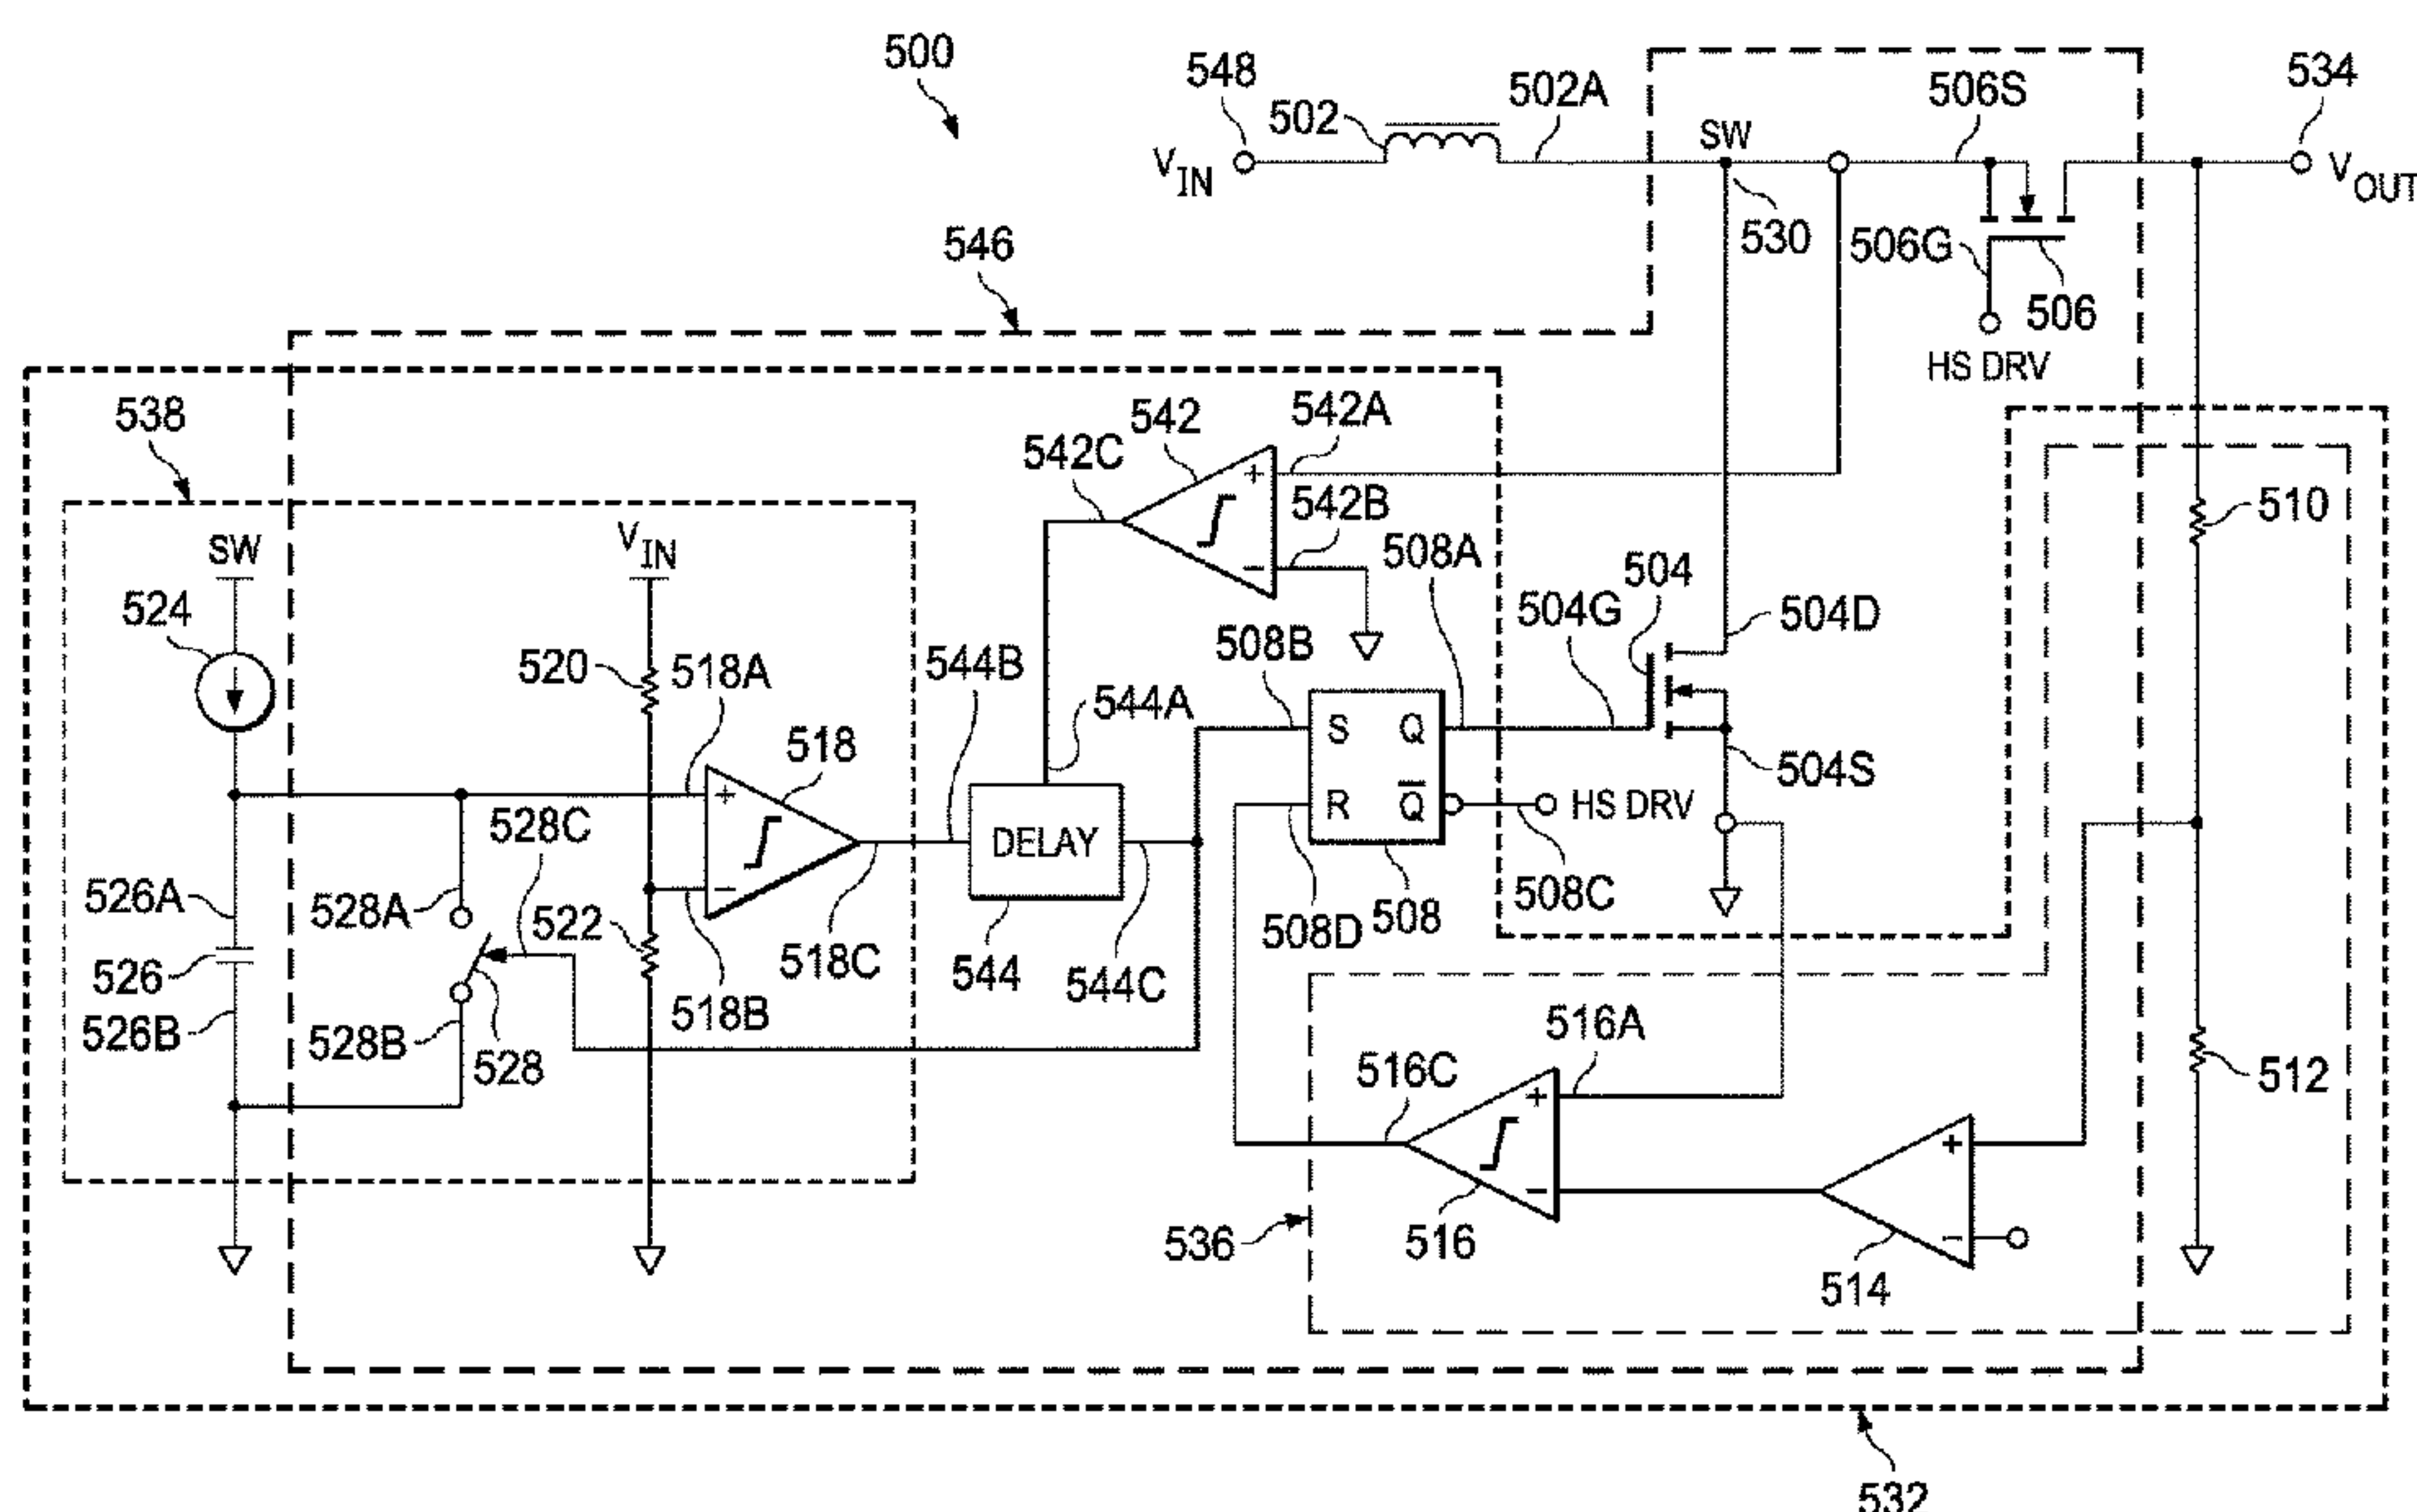 500
548
502
502A
506S
534
V IN
SW
V OUT
530
506G
506
HS DRV
546
538
542C
542
542A
542B
508A
510
SW
V IN
524
520
518A
544B
544A
508B
504G
504
504D
518
S
Q
504S
+
−
R
Q̅
HS DRV
DELAY
528C
526A
528A
522
518C
544
544C
508D
508
508C
526
526B
528B
528
518B
516C
516A
512
+
−
+
−
+
−
536
516
514
532